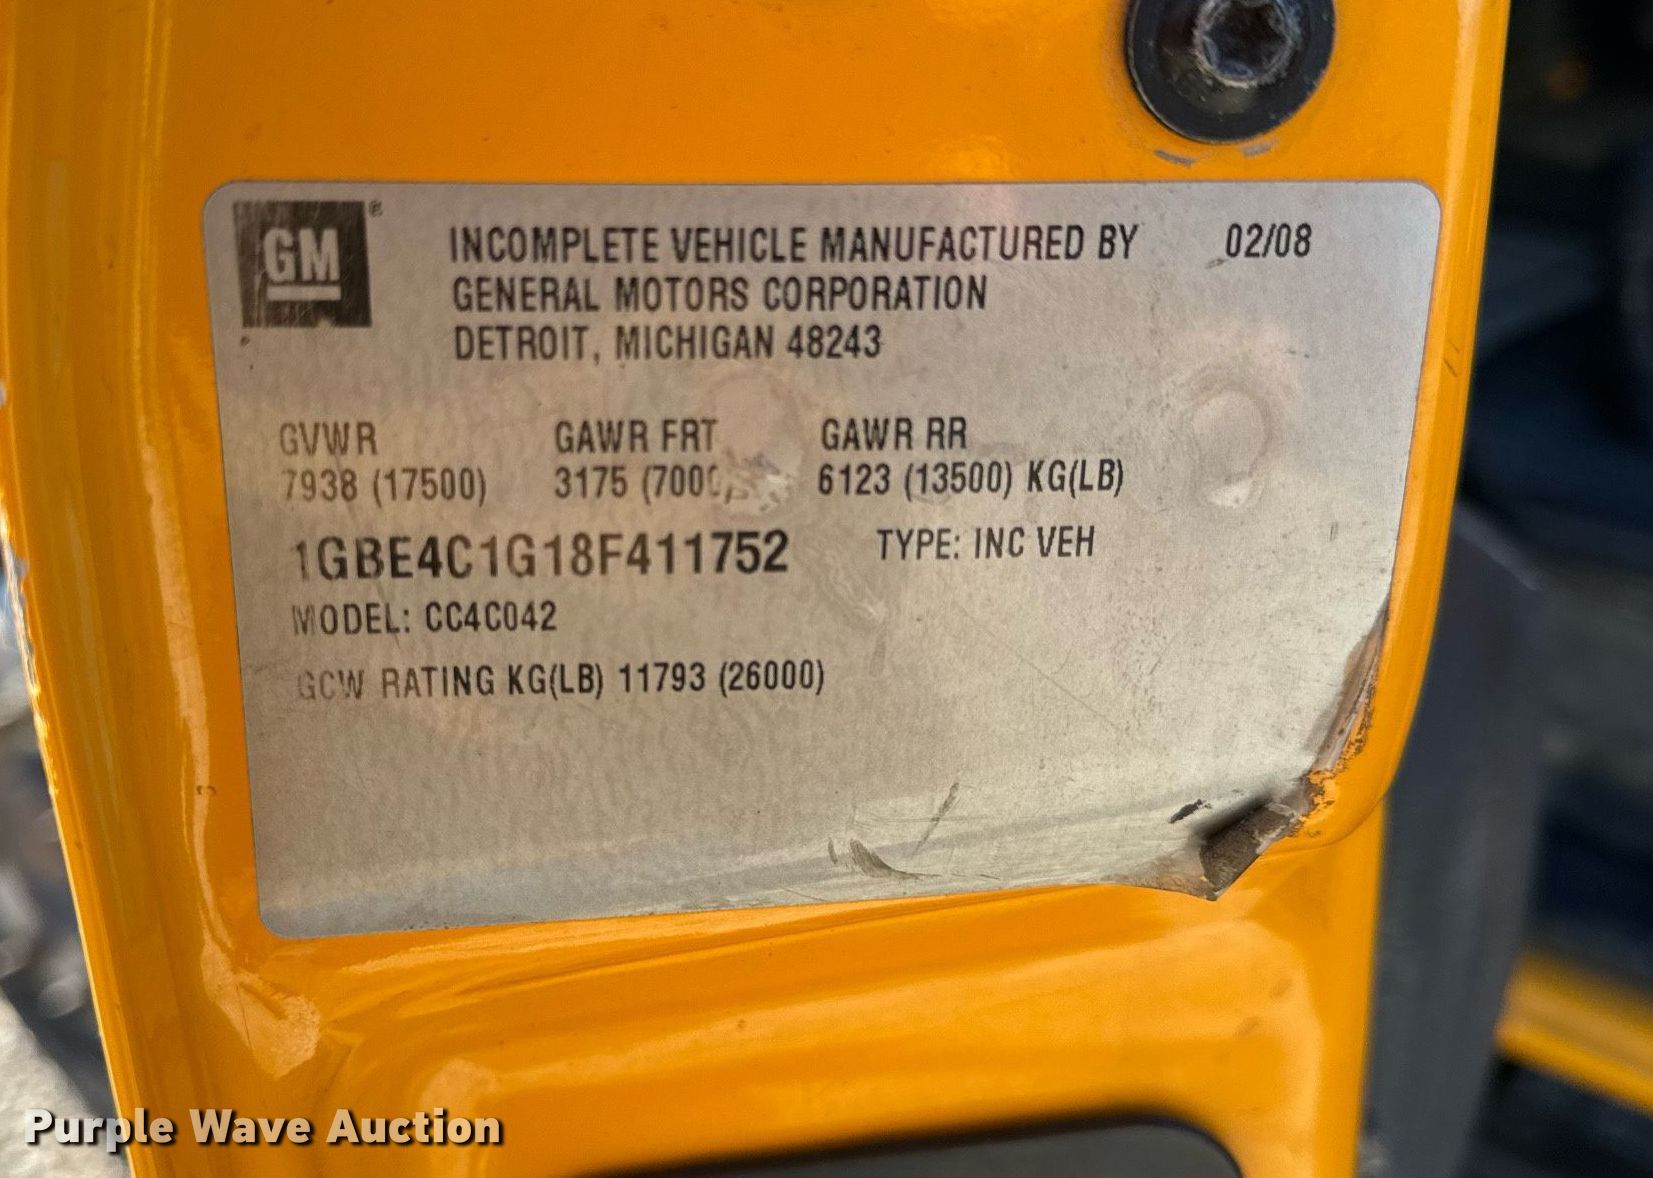 GM®
INCOMPLETE VEHICLE MANUFACTURED BY 02/08
GENERAL MOTORS CORPORATION
DETROIT, MICHIGAN 48243
GVWR GAWR FRT GAWR RR
7938 (17500) 3175 6123 (13500) KG(LB)
1GBE4C1G18F411752 TYPE: INC VEH
MODEL: CC4C042
GCW RATING KG(LB) 11793 (26000)
Purple Wave Auction